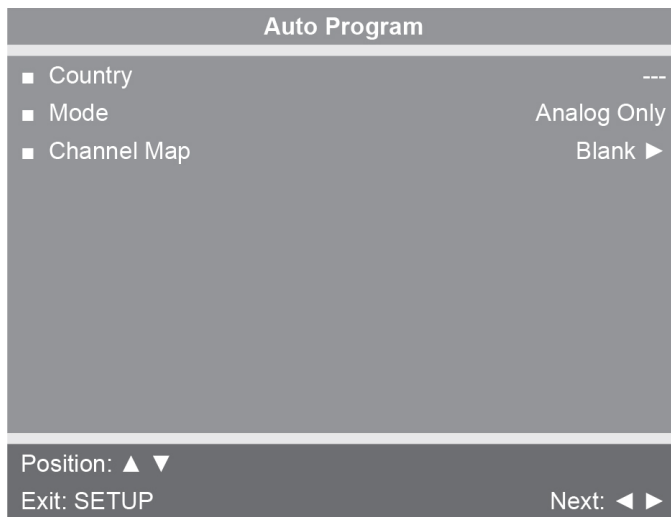 Auto Program
■ Country ---
■ Mode Analog Only
■ Channel Map Blank ►
Position: ▲ ▼
Exit: SETUP Next: ◄ ►